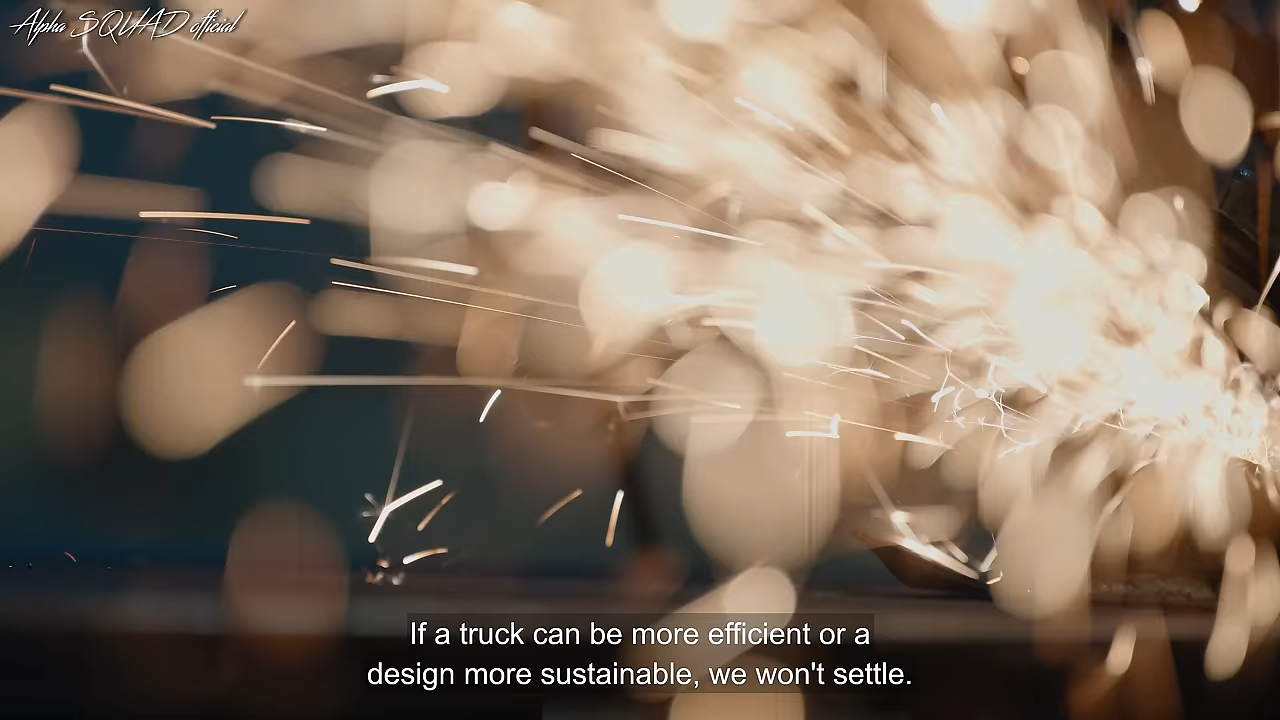 Alpha SQUAD official
If a truck can be more efficient or a
design more sustainable, we won't settle.